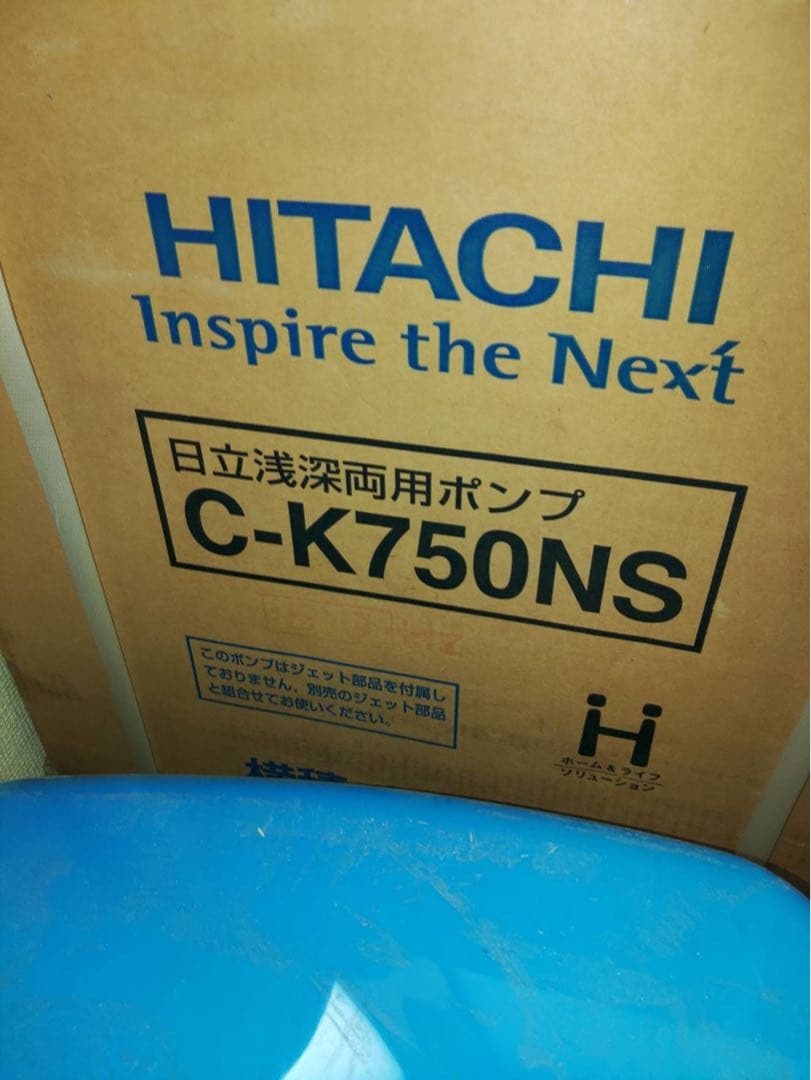 HITACHI
Inspire the Next
日立浅深両用ポンプ
C-K750NS
このポンプはジェット部品を付属し
ておりません。別売のジェット部品
と組合せてお使いください。
ホーム&ライフ
ソリューション